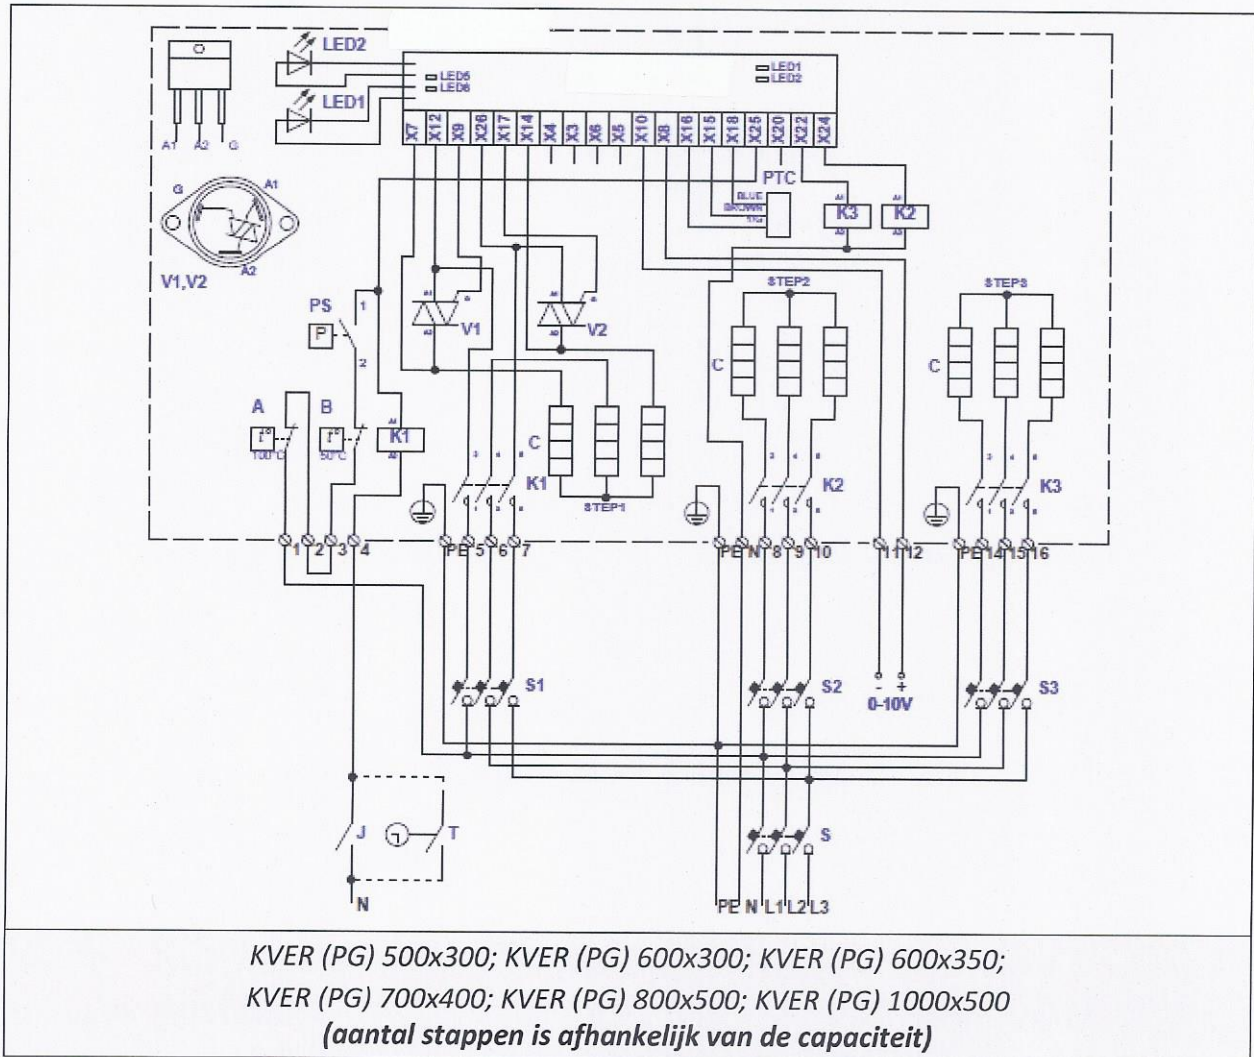 LED2
LED1
LED5
LED6
LED1
LED2
X7 X12 X9 X26 X17 X14 X4 X3 X6 X5 X10 X8 X16 X15 X18 X25 X20 X22 X24
A1 A2 G
G A1
A2
V1,V2
PTC
BLUE
BROWN
K3 K2
PS
P
1
2
V1
V2
STEP2
STEP3
A
t°
100°C
B
t°
50°C
K1
C
C
C
STEP1
K1
K2
K3
1 2 3 4 PE 5 6 7 PE N 8 9 10 11 12 PE 14 15 16
S1
S2
S3
- +
0-10V
J
T
S
N
PE N L1 L2 L3
KVER (PG) 500x300; KVER (PG) 600x300; KVER (PG) 600x350;
KVER (PG) 700x400; KVER (PG) 800x500; KVER (PG) 1000x500
(aantal stappen is afhankelijk van de capaciteit)